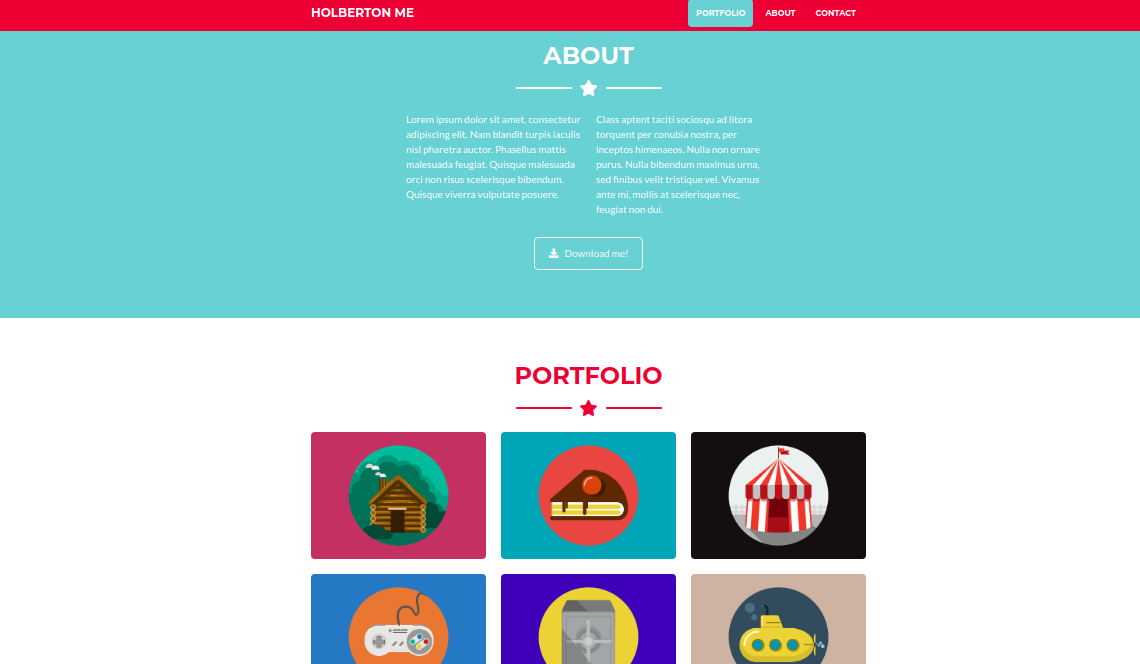 HOLBERTON ME
PORTFOLIO
ABOUT
CONTACT
ABOUT
Lorem ipsum dolor sit amet, consectetur
adipiscing elit. Nam blandit turpis iaculis
nisl pharetra auctor. Phasellus mattis
malesuada feugiat. Quisque malesuada
orci non risus scelerisque bibendum.
Quisque viverra vulputate posuere.
Class aptent taciti sociosqu ad litora
torquent per conubia nostra, per
inceptos himenaeos. Nulla non ornare
purus. Nulla bibendum maximus urna,
sed finibus velit tristique vel. Vivamus
ante mi, mollis at scelerisque nec,
feugiat non dui.
Download me!
PORTFOLIO